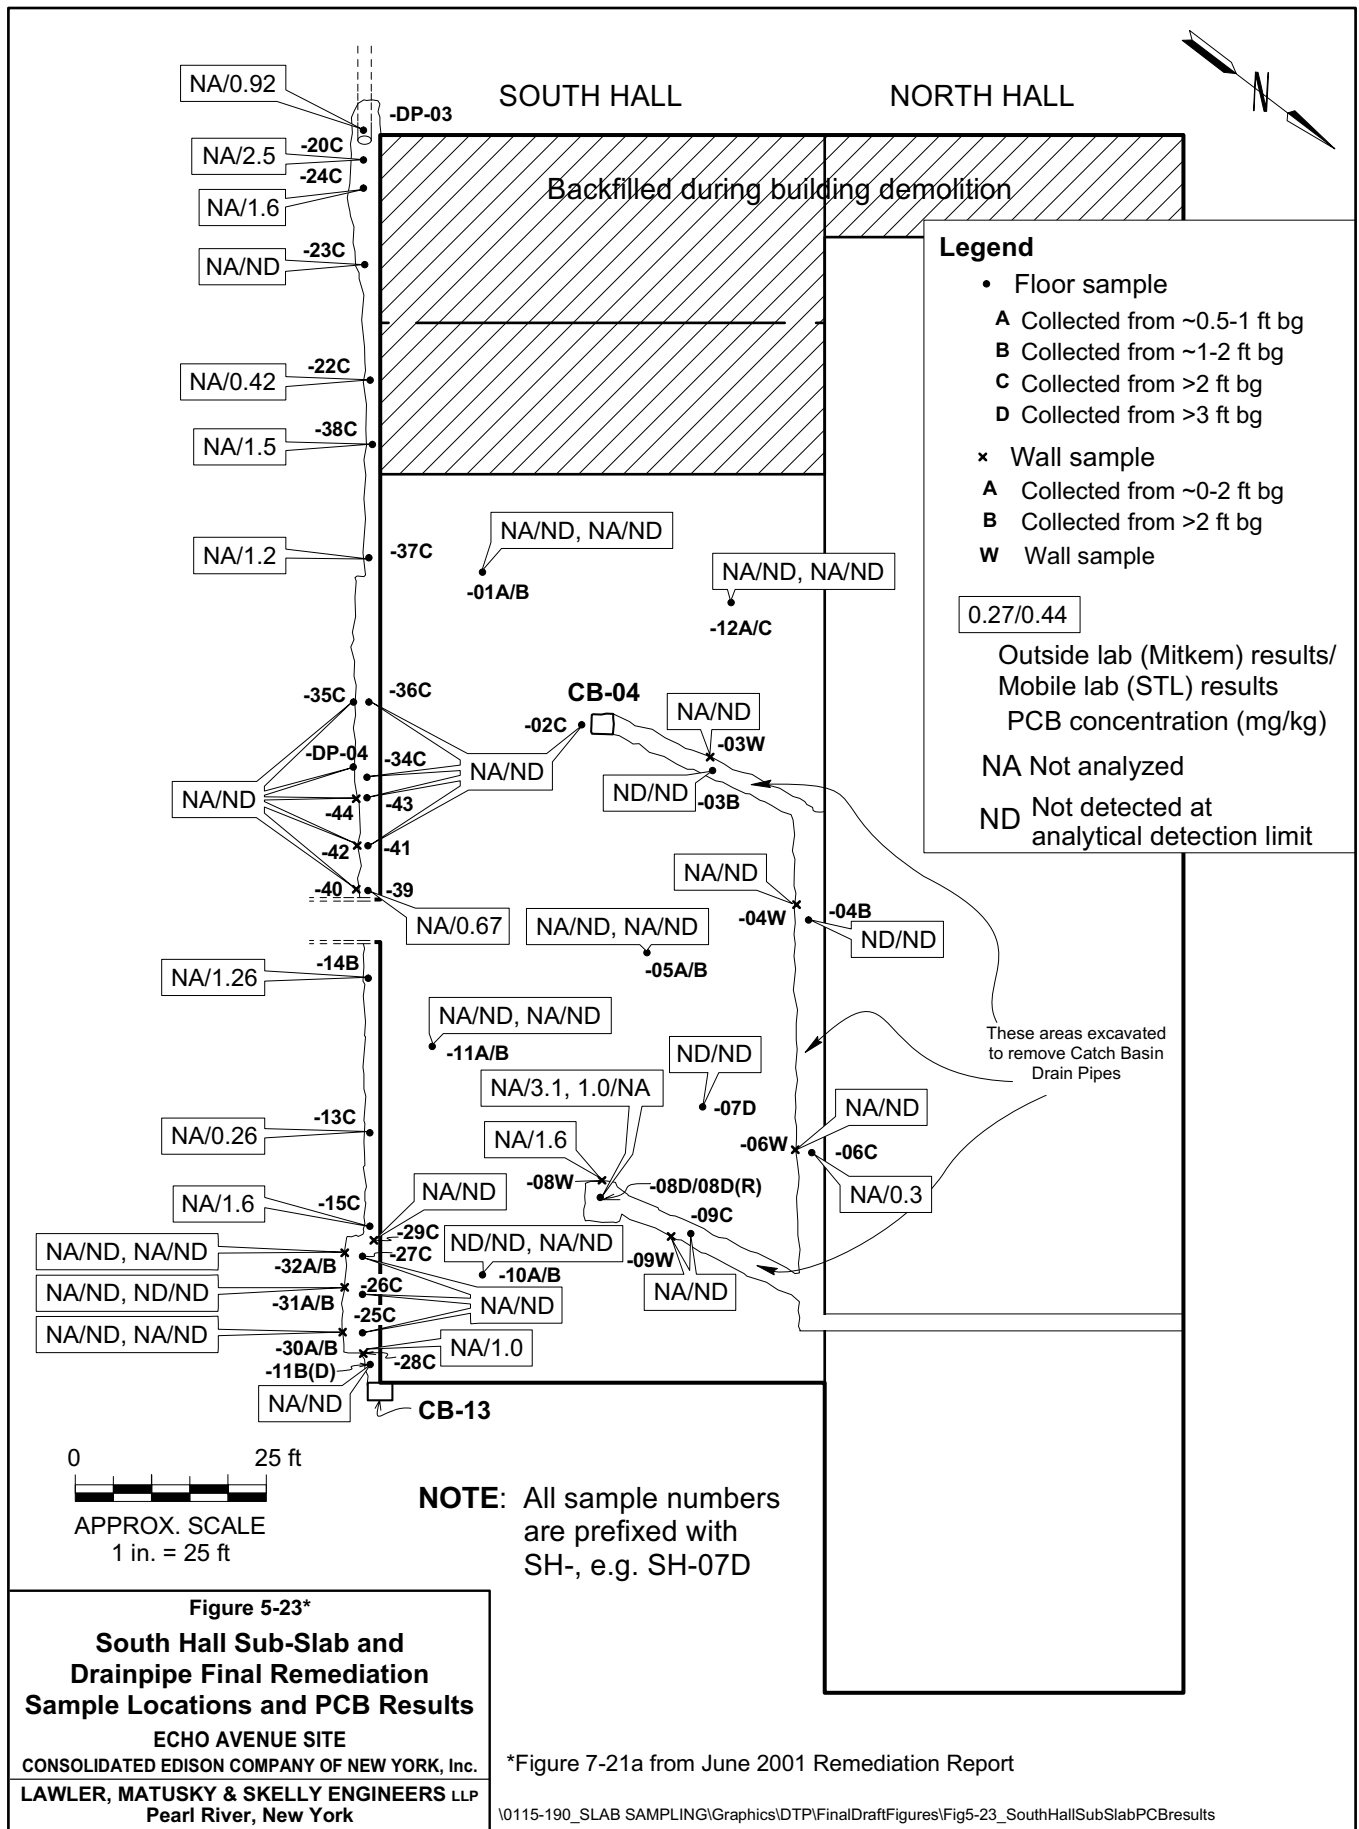 SOUTH HALL
NORTH HALL
N
NA/0.92
-DP-03
-20C
NA/2.5
-24C
NA/1.6
Backfilled during building demolition
-23C
NA/ND
-22C
NA/0.42
-38C
NA/1.5
Legend
Floor sample
A Collected from ~0.5-1 ft bg
B Collected from ~1-2 ft bg
C Collected from >2 ft bg
D Collected from >3 ft bg
Wall sample
A Collected from ~0-2 ft bg
B Collected from >2 ft bg
W Wall sample
0.27/0.44
Outside lab (Mitkem) results/
Mobile lab (STL) results
PCB concentration (mg/kg)
NA Not analyzed
ND Not detected at
analytical detection limit
NA/1.2
-37C
NA/ND, NA/ND
-01A/B
NA/ND, NA/ND
-12A/C
-35C
-36C
CB-04
-02C
NA/ND
-03W
-DP-04
-34C
NA/ND
NA/ND
ND/ND
-03B
-44
-43
-42
-41
-40
-39
NA/ND
-04W
-04B
NA/0.67
NA/ND, NA/ND
ND/ND
-05A/B
-14B
NA/1.26
NA/ND, NA/ND
-11A/B
ND/ND
These areas excavated
to remove Catch Basin
Drain Pipes
NA/3.1, 1.0/NA
-07D
NA/ND
-13C
NA/0.26
NA/1.6
-06W
-06C
-08W
-08D/08D(R)
NA/ND
NA/0.3
NA/1.6
-15C
-29C
-09C
NA/ND, NA/ND
-32A/B
-27C
ND/ND, NA/ND
-09W
-10A/B
NA/ND, ND/ND
-26C
-31A/B
NA/ND
NA/ND
-25C
NA/ND, NA/ND
-30A/B
NA/1.0
-28C
-11B(D)
NA/ND
CB-13
0
25 ft
APPROX. SCALE
1 in. = 25 ft
NOTE: All sample numbers
are prefixed with
SH-, e.g. SH-07D
Figure 5-23*
South Hall Sub-Slab and
Drainpipe Final Remediation
Sample Locations and PCB Results
ECHO AVENUE SITE
CONSOLIDATED EDISON COMPANY OF NEW YORK, Inc.
LAWLER, MATUSKY & SKELLY ENGINEERS LLP
Pearl River, New York
*Figure 7-21a from June 2001 Remediation Report
\0115-190_SLAB SAMPLING\Graphics\DTP\FinalDraftFigures\Fig5-23_SouthHallSubSlabPCBresults